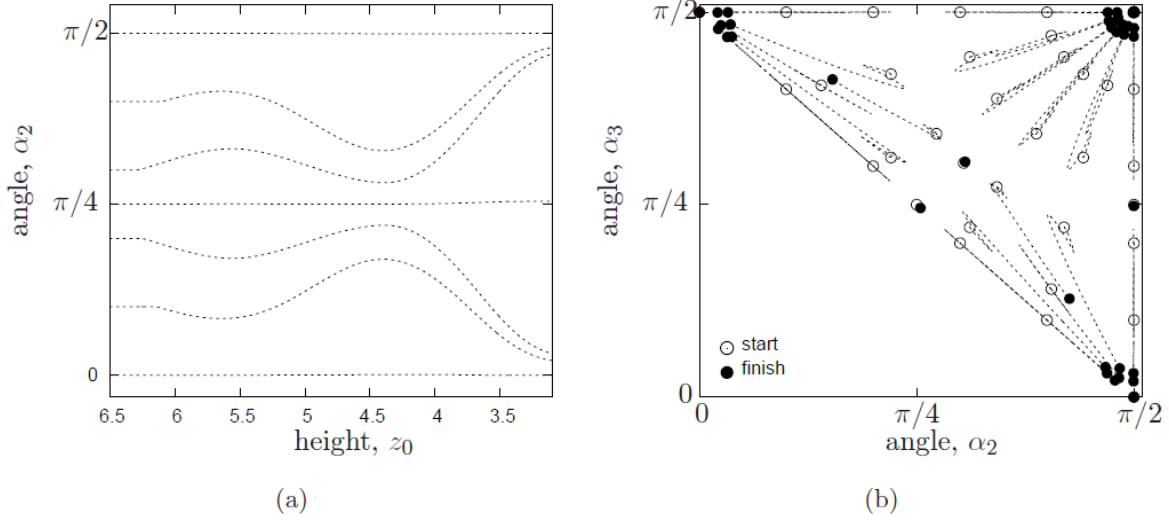 π/2
π/4
0
angle, α₂
6.5 6 5.5 5 4.5 4 3.5
height, z₀
(a)
π/2
π/4
0
angle, α₃
start
finish
0 π/4 π/2
angle, α₂
(b)